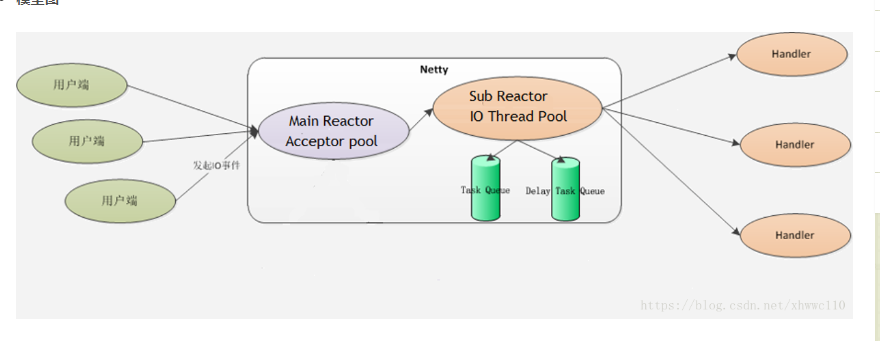 模型图
Netty
用户端
用户端
用户端
发起IO事件
Main Reactor
Acceptor pool
Sub Reactor
IO Thread Pool
Task Queue
Delay Task Queue
Handler
Handler
Handler
https://blog.csdn.net/xhwwc110